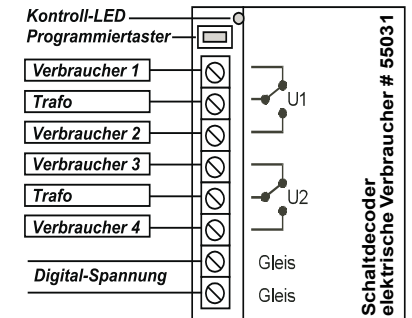 Kontroll-LED
Programmiertaster
Verbraucher 1
Trafo
Verbraucher 2
Verbraucher 3
Trafo
Verbraucher 4
Digital-Spannung
U1
U2
Gleis
Gleis
Schaltdecoder
elektrische Verbraucher # 55031